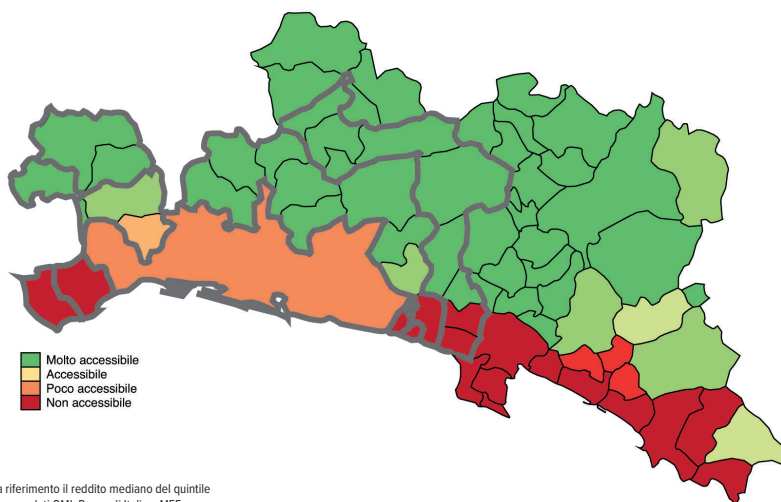 Molto accessibile
Accessibile
Poco accessibile
Non accessibile
riferimento il reddito mediano del quintile